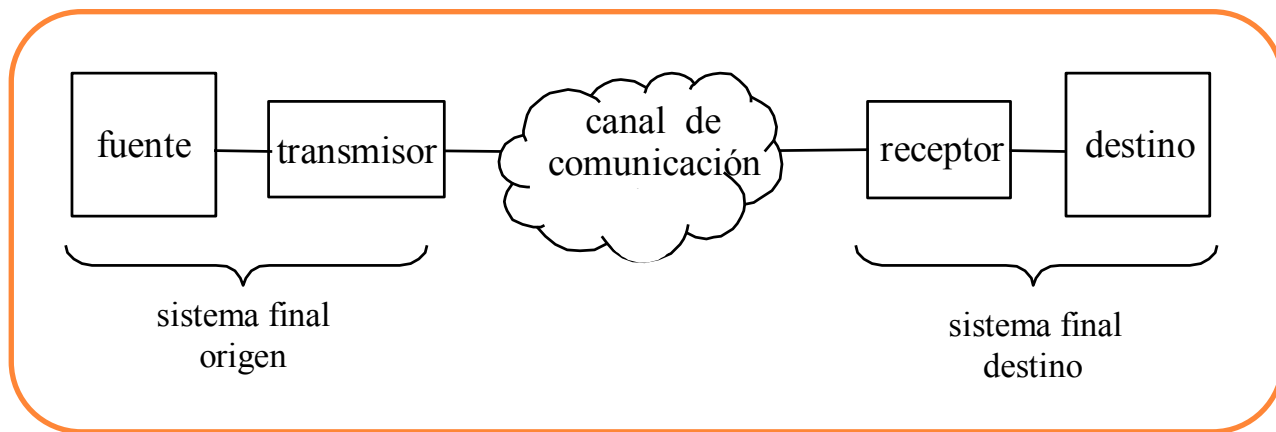 fuente
transmisor
canal de
comunicación
receptor
destino
sistema final
origen
sistema final
destino